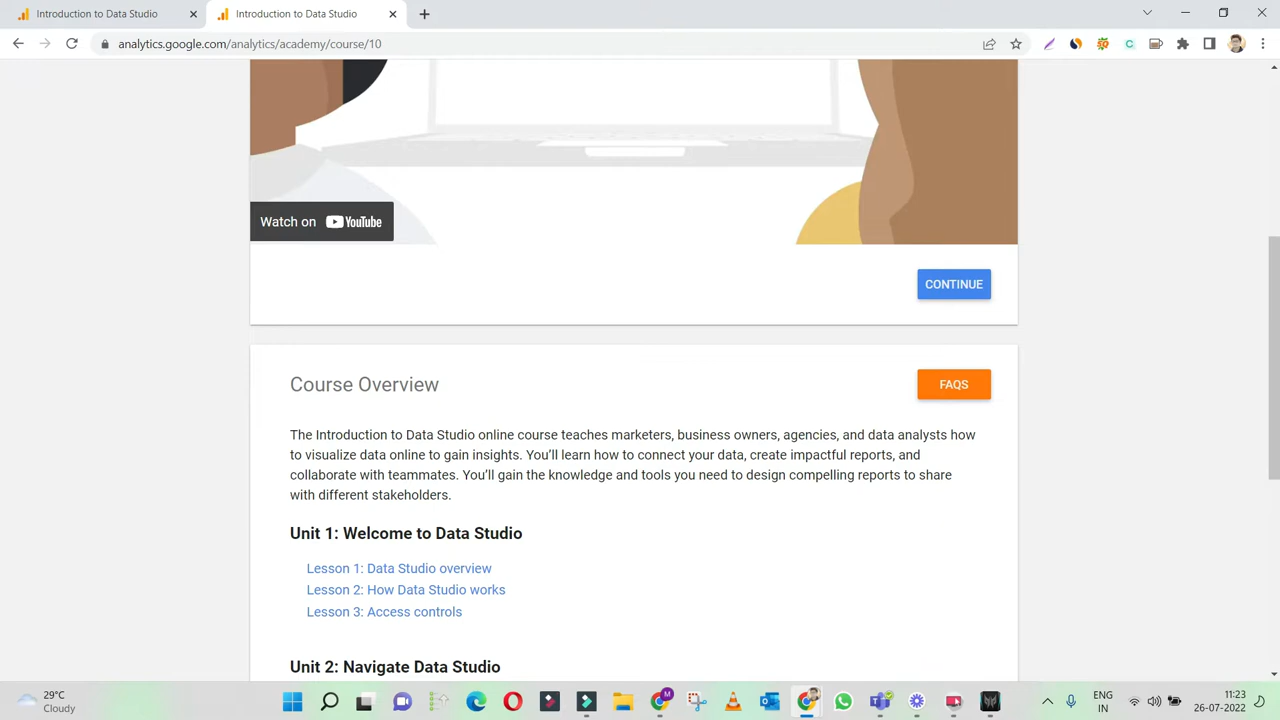 Introduction to Data Studio
Introduction to Data Studio
analytics.google.com/analytics/academy/course/10
Watch on YouTube
CONTINUE
Course Overview
FAQS
The Introduction to Data Studio online course teaches marketers, business owners, agencies, and data analysts how
to visualize data online to gain insights. You’ll learn how to connect your data, create impactful reports, and
collaborate with teammates. You’ll gain the knowledge and tools you need to design compelling reports to share
with different stakeholders.
Unit 1: Welcome to Data Studio
Lesson 1: Data Studio overview
Lesson 2: How Data Studio works
Lesson 3: Access controls
Unit 2: Navigate Data Studio
29°C
Cloudy
M
ENG
IN
11:23
26-07-2022